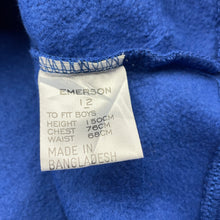 EMERSON
12
TO FIT BOYS
HEIGHT 150CM
CHEST 76CM
WAIST 68CM
MADE IN
BANGLADESH